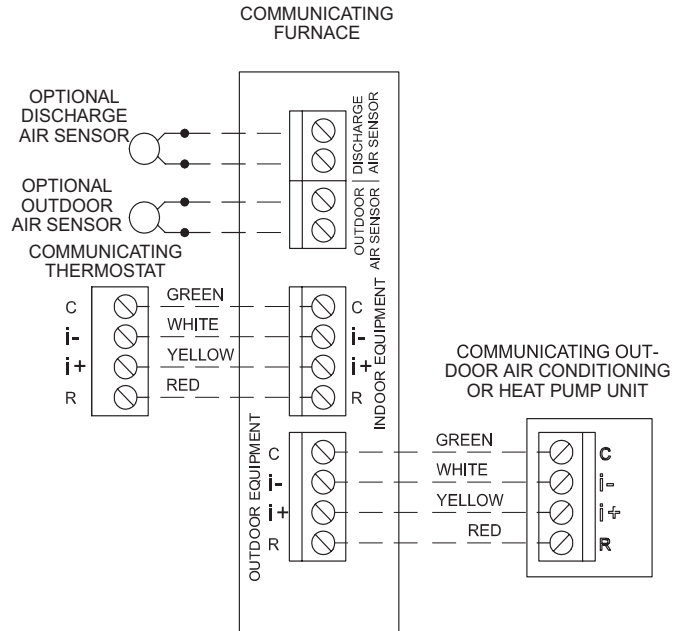 COMMUNICATING
FURNACE
OPTIONAL
DISCHARGE
AIR SENSOR
DISCHARGE
AIR SENSOR
OPTIONAL
OUTDOOR
AIR SENSOR
OUTDOOR
AIR SENSOR
COMMUNICATING
THERMOSTAT
C GREEN C
i- WHITE i-
i+ YELLOW i+
R RED R
INDOOR EQUIPMENT
COMMUNICATING OUT-
DOOR AIR CONDITIONING
OR HEAT PUMP UNIT
OUTDOOR EQUIPMENT
C GREEN C
i- WHITE i-
i+ YELLOW i+
R RED R